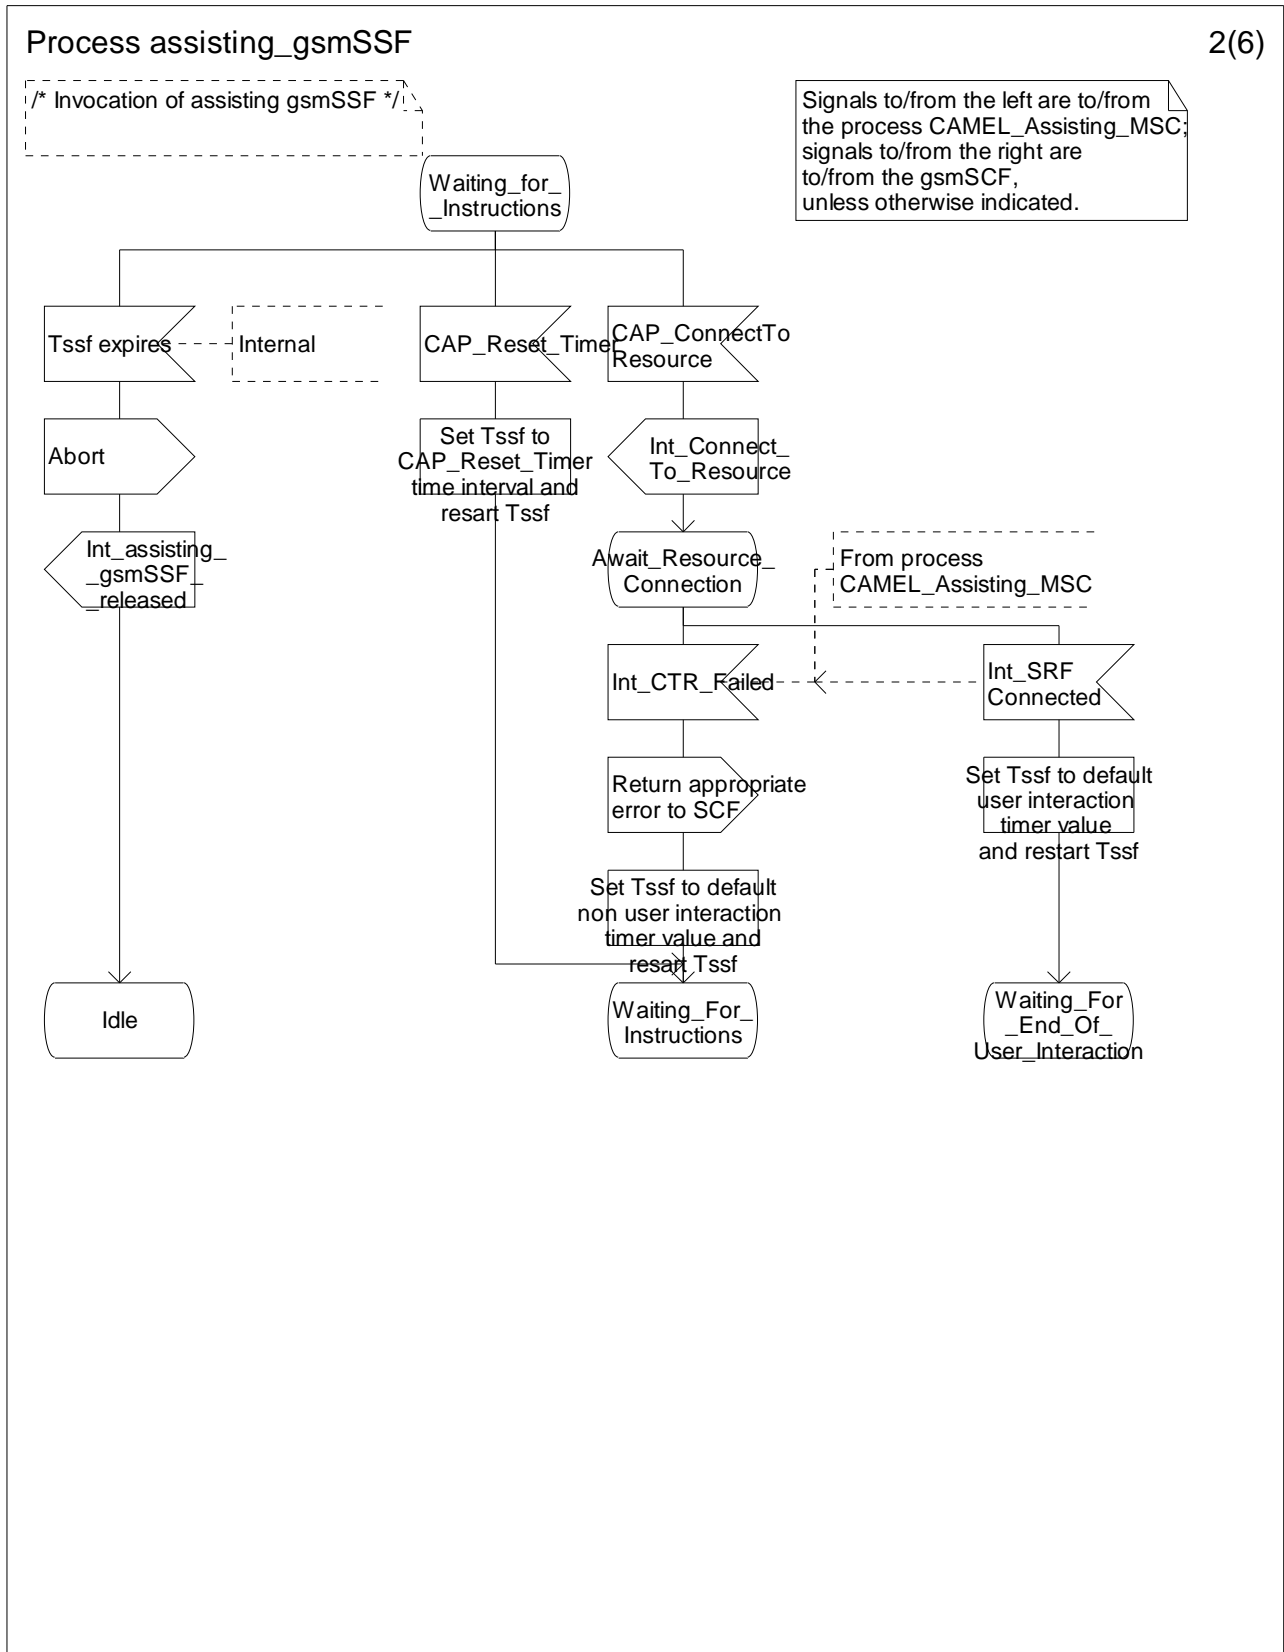 Process assisting_gsmSSF
2(6)
/* Invocation of assisting gsmSSF */
Signals to/from the left are to/from
the process CAMEL_Assisting_MSC;
signals to/from the right are
to/from the gsmSCF,
unless otherwise indicated.
Waiting_for_
_Instructions
Tssf expires
Internal
CAP_Reset_Timer
CAP_ConnectTo
Resource
Abort
Set Tssf to
CAP_Reset_Timer
time interval and
resart Tssf
Int_Connect_
To_Resource
Int_assisting_
_gsmSSF_
_released
Await_Resource_
Connection
From process
CAMEL_Assisting_MSC
Int_CTR_Failed
Int_SRF
Connected
Return appropriate
error to SCF
Set Tssf to default
user interaction
timer value
and restart Tssf
Set Tssf to default
non user interaction
timer value and
resart Tssf
Idle
Waiting_For_
Instructions
Waiting_For
_End_Of_
User_Interaction